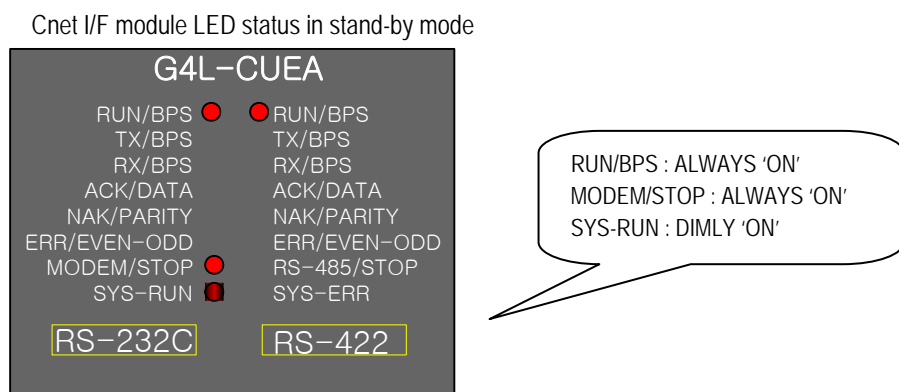 Cnet I/F module LED status in stand-by mode
G4L-CUEA
RUN/BPS RUN/BPS
TX/BPS TX/BPS
RX/BPS RX/BPS
ACK/DATA ACK/DATA
NAK/PARITY NAK/PARITY
ERR/EVEN-ODD ERR/EVEN-ODD
MODEM/STOP RS-485/STOP
SYS-RUN SYS-ERR
RS-232C RS-422
RUN/BPS : ALWAYS 'ON'
MODEM/STOP : ALWAYS 'ON'
SYS-RUN : DIMLY 'ON'